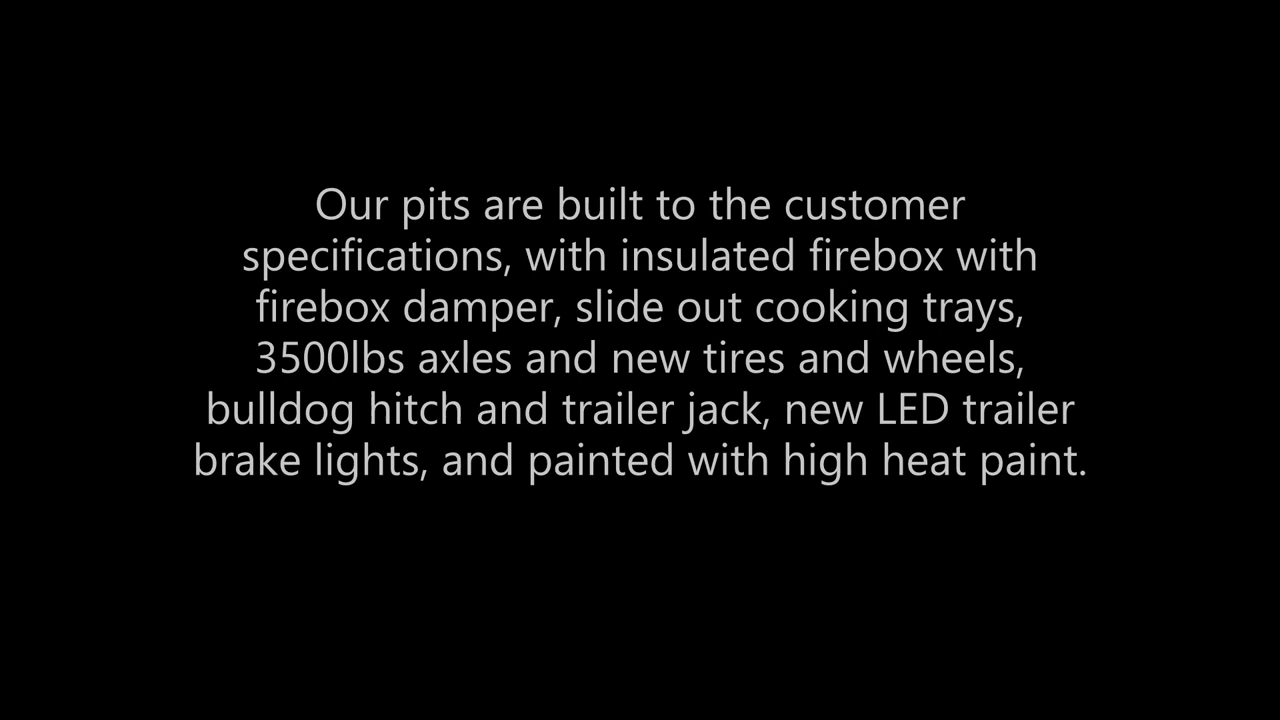 Our pits are built to the customer
specifications, with insulated firebox with
firebox damper, slide out cooking trays,
3500lbs axles and new tires and wheels,
bulldog hitch and trailer jack, new LED trailer
brake lights, and painted with high heat paint.